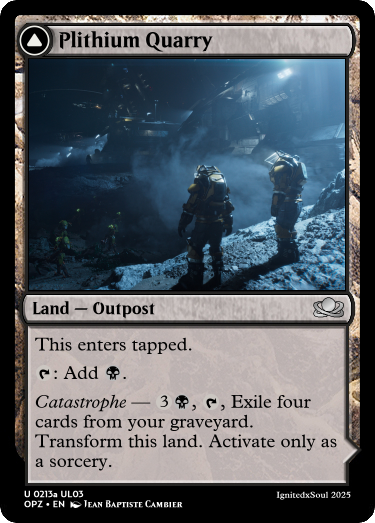 Plithium Quarry
Land — Outpost
This enters tapped.
: Add .
Catastrophe — 3 , , Exile four
cards from your graveyard.
Transform this land. Activate only as
a sorcery.
U 0213a UL03
OPZ • EN Jean Baptiste Cambier
IgnitedxSoul 2025